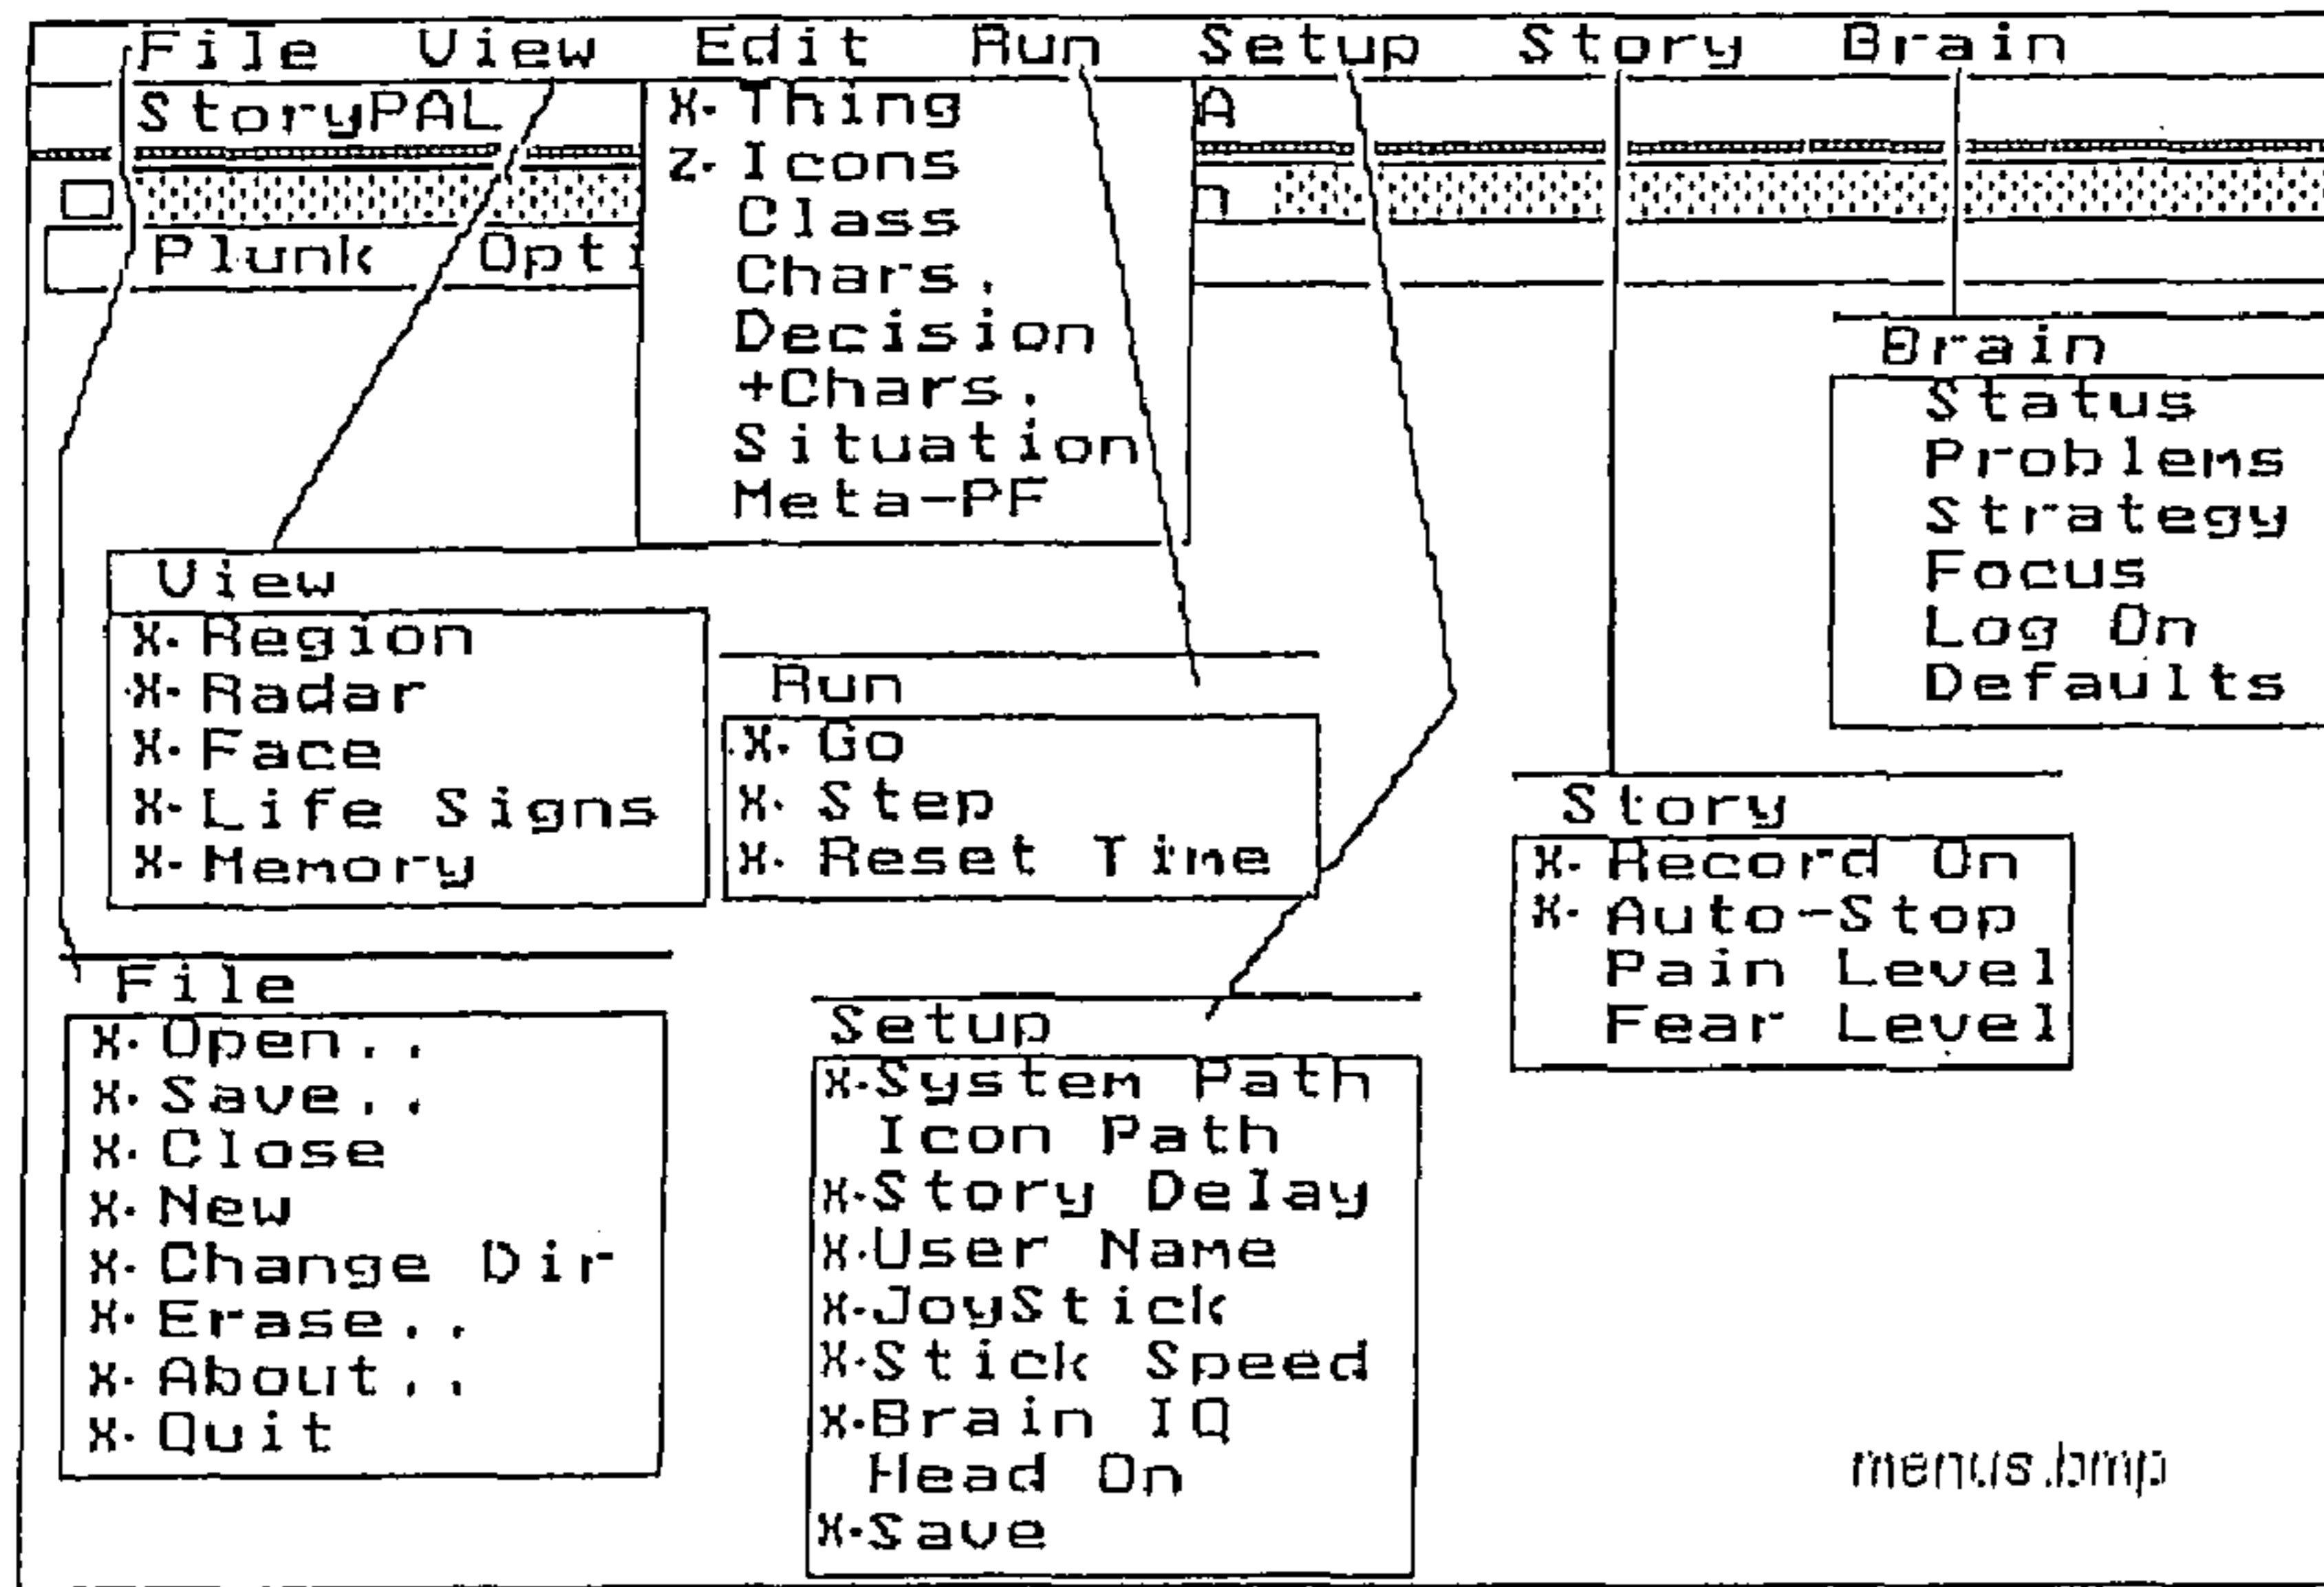 File View Edit Run Setup Story Brain
StoryPAL
A
Plunk Opt
n
X· Thing
Z· Icons
Class
Chars.
Decision
+Chars.
Situation
Meta-PF
Brain
Status
Problems
Strategy
Focus
Log On
Defaults
View
X· Region
X· Radar
X· Face
X· Life Signs
X· Memory
Run
X· Go
X· Step
X· Reset Time
Story
X· Record On
X· Auto-Stop
Pain Level
Fear Level
File
X· Open..
X· Save..
X· Close
X· New
X· Change Dir
X· Erase..
X· About..
X· Quit
Setup
X·System Path
Icon Path
X·Story Delay
X·User Name
X·JoyStick
X·Stick Speed
X·Brain IQ
Head On
X·Save
menus.bmp